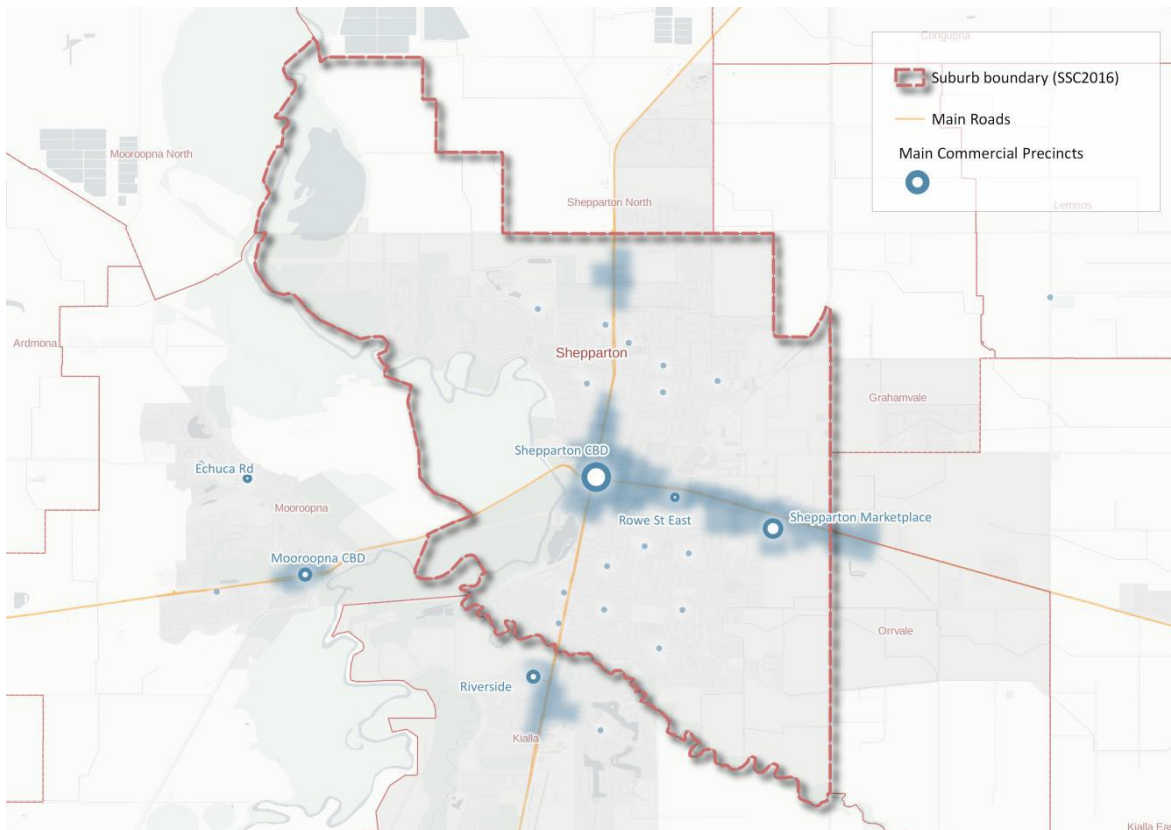 Congupna
Suburb boundary (SSC2016)
Main Roads
Main Commercial Precincts
Mooroopna North
Shepparton North
Lemnos
Ardmona
Shepparton
Grahamvale
Shepparton CBD
Echuca Rd
Mooroopna
Rowe St East
Shepparton Marketplace
Mooroopna CBD
Orrvale
Riverside
Kialla
Kialla Ea